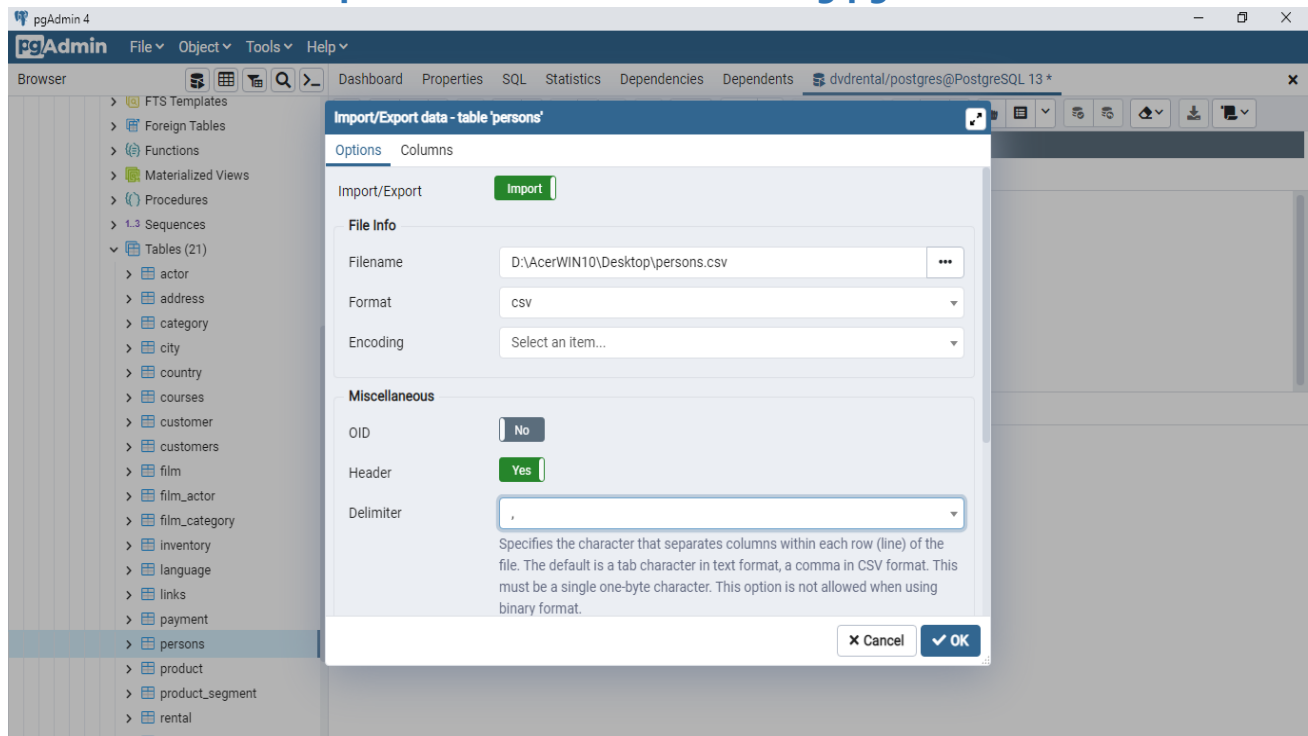 pgAdmin 4
pgAdmin File Object Tools Help
Browser Dashboard Properties SQL Statistics Dependencies Dependents dvdrental/postgres@PostgreSQL 13 *
FTS Templates
Foreign Tables
Functions
Materialized Views
Procedures
1..3 Sequences
Tables (21)
actor
address
category
city
country
courses
customer
customers
film
film_actor
film_category
inventory
language
links
payment
persons
product
product_segment
rental
Import/Export data - table 'persons'
Options Columns
Import/Export Import
File Info
Filename D:\AcerWIN10\Desktop\persons.csv
Format csv
Encoding Select an item...
Miscellaneous
OID No
Header Yes
Delimiter ,
Specifies the character that separates columns within each row (line) of the
file. The default is a tab character in text format, a comma in CSV format. This
must be a single one-byte character. This option is not allowed when using
binary format.
Cancel OK